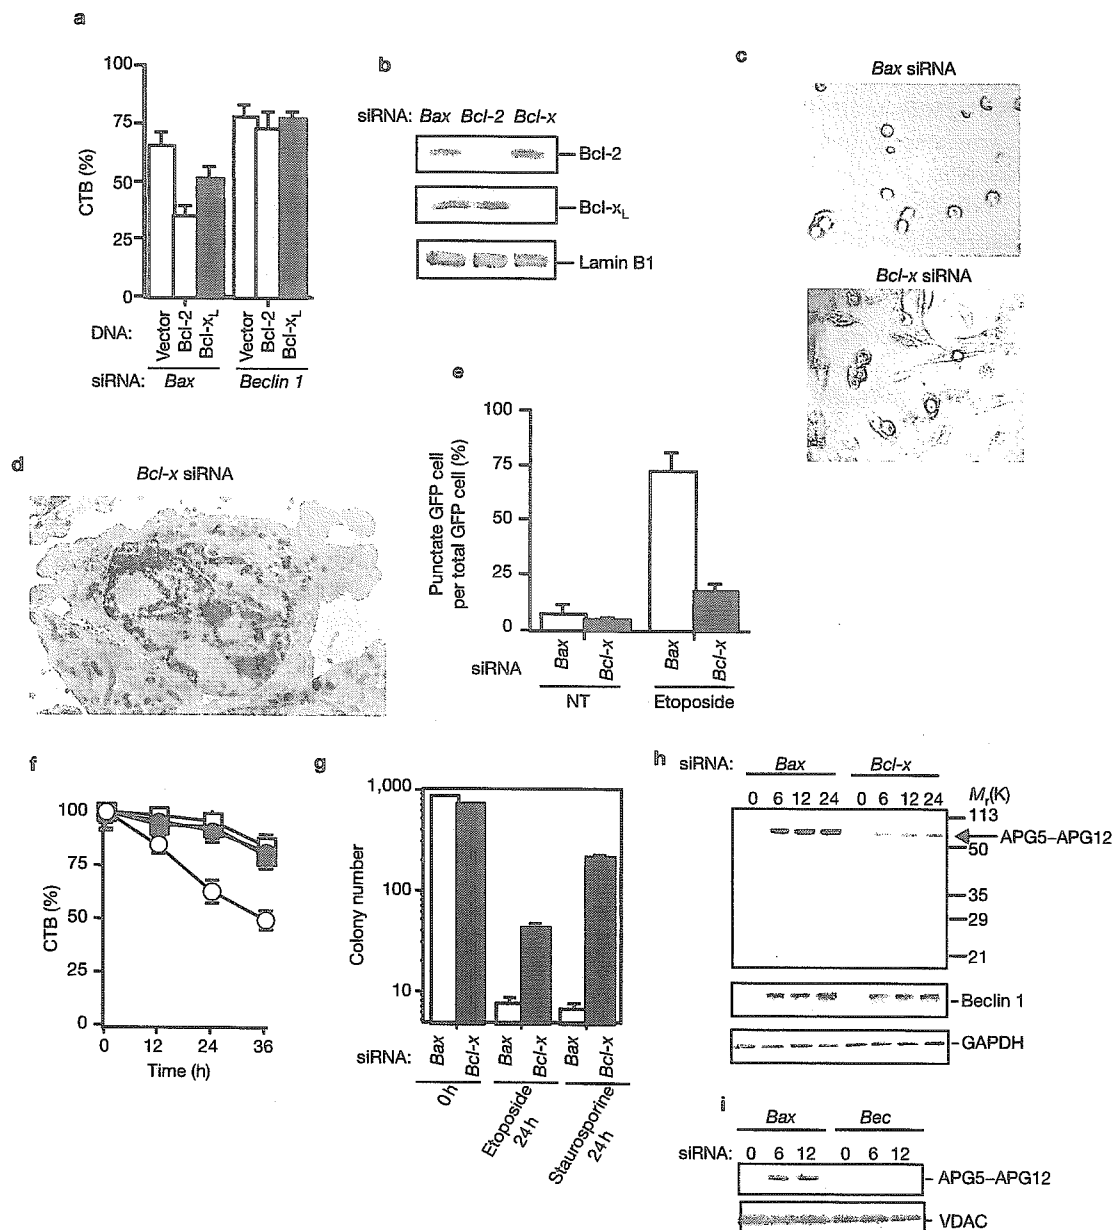 a
100
75
50
25
0
CTB (%)
DNA:
Vector
Bcl-2
Bcl-xL
Vector
Bcl-2
Bcl-xL
siRNA: Bax Beclin 1
b
siRNA: Bax Bcl-2 Bcl-x
Bcl-2
Bcl-xL
Lamin B1
c
Bax siRNA
Bcl-x siRNA
d
Bcl-x siRNA
e
100
75
50
25
0
Punctate GFP cell
per total GFP cell (%)
siRNA
Bax
Bcl-x
Bax
Bcl-x
NT Etoposide
f
100
75
50
25
0
CTB (%)
0 12 24 36
Time (h)
g
1,000
100
10
Colony number
siRNA:
Bax
Bcl-x
Bax
Bcl-x
Bax
Bcl-x
0 h
Etoposide
24 h
Staurosporine
24 h
h
siRNA: Bax Bcl-x
0 6 12 24 0 6 12 24 Mr(K)
113
APG5–APG12
50
35
29
21
Beclin 1
GAPDH
i
Bax Bec
siRNA: 0 6 12 0 6 12
APG5–APG12
VDAC